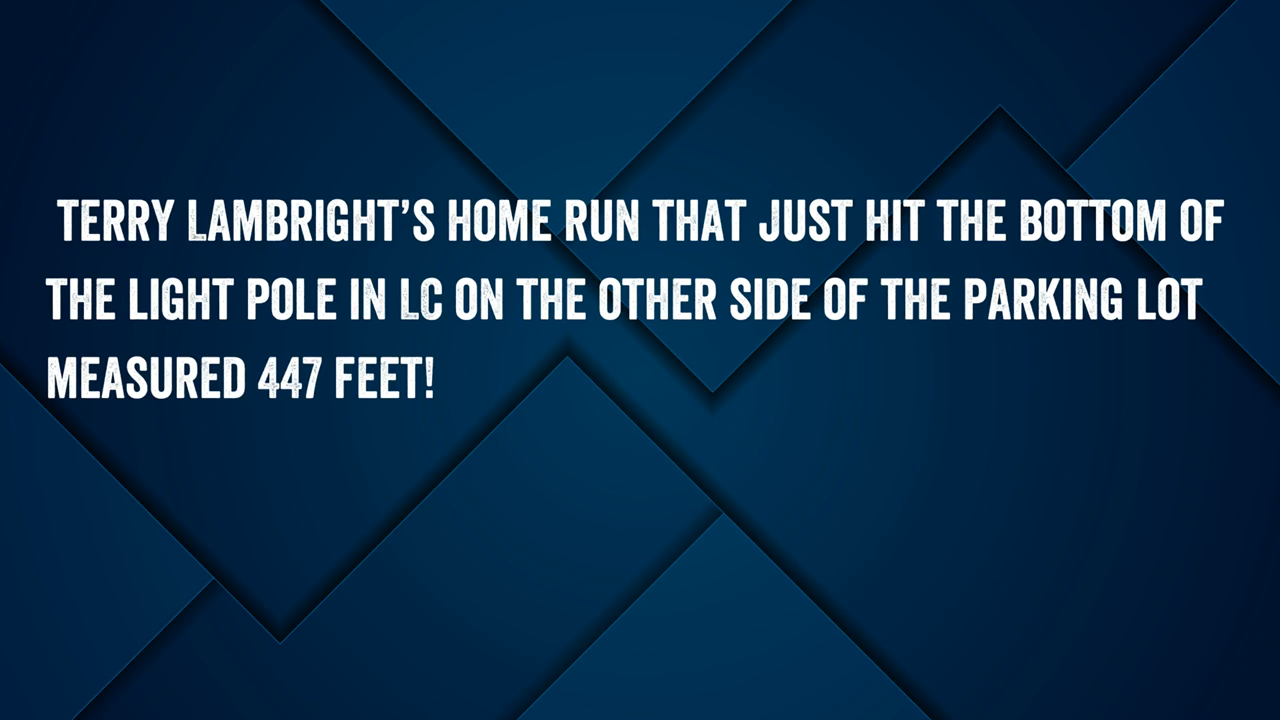 TERRY LAMBRIGHT'S HOME RUN THAT JUST HIT THE BOTTOM OF
THE LIGHT POLE IN LC ON THE OTHER SIDE OF THE PARKING LOT
MEASURED 447 FEET!